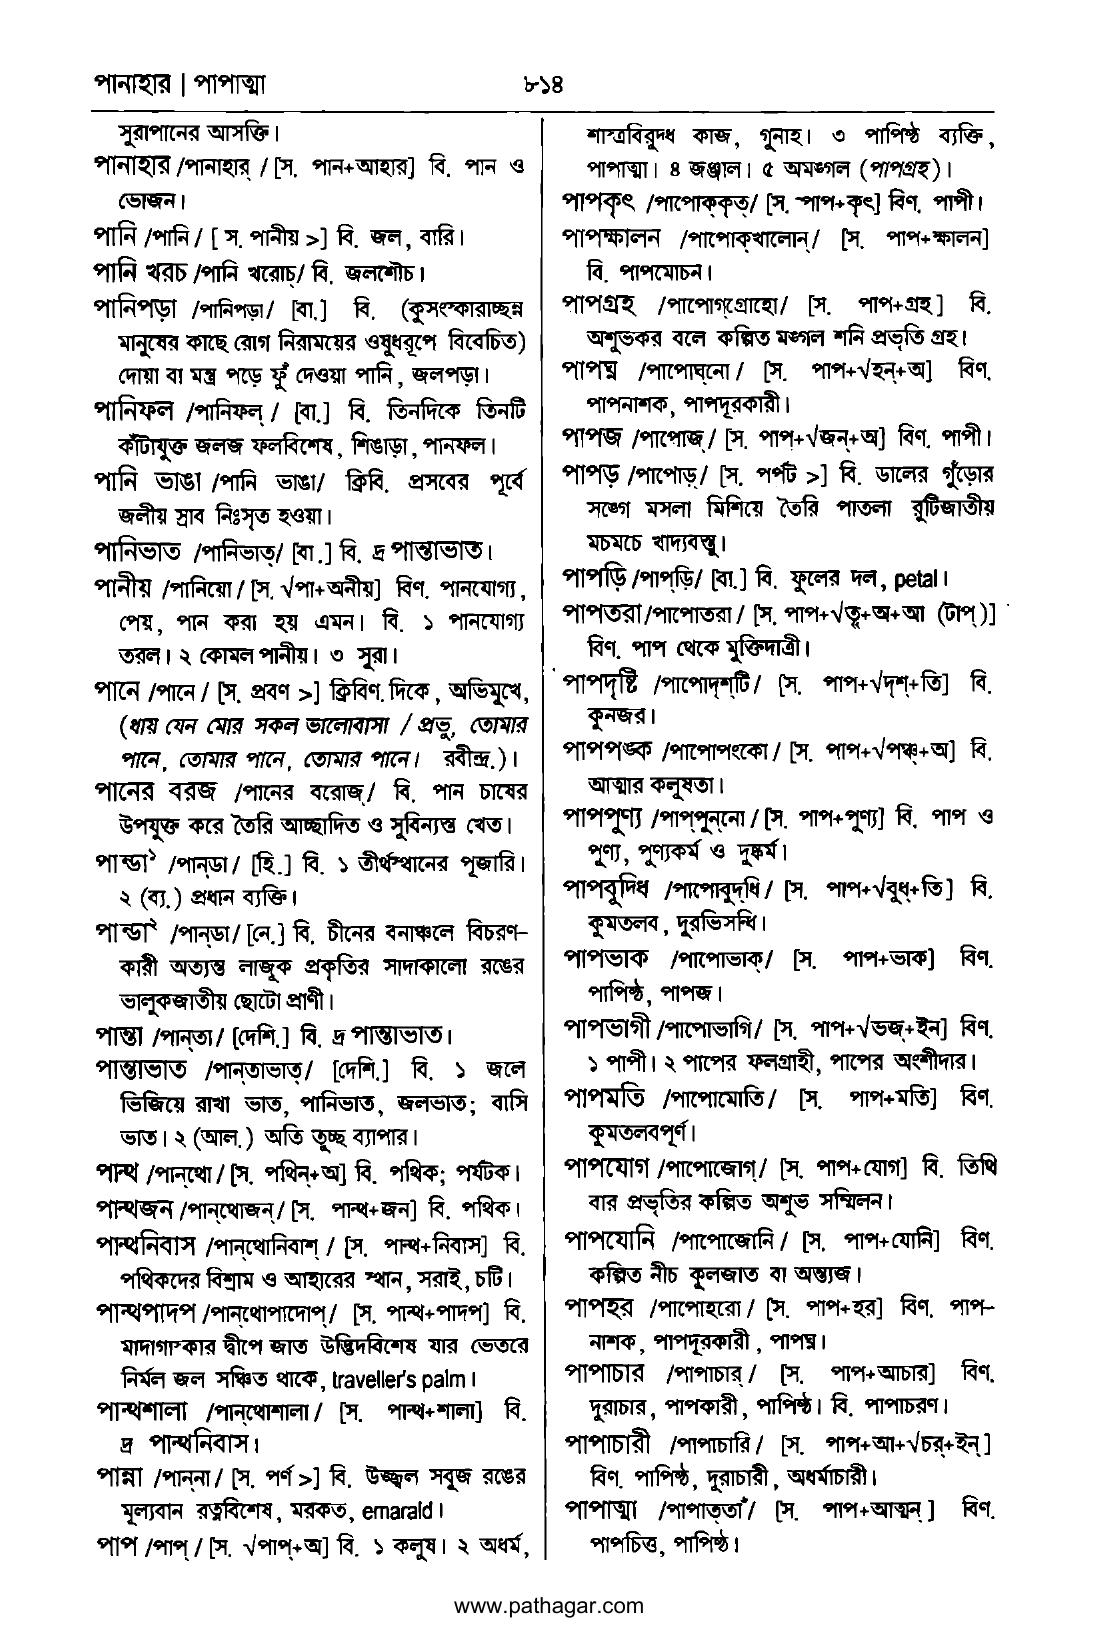 পানাহার | পাপাত্মা
৮১৪
সুরাপানের আসক্তি।
পানাহার /পানাহার্ / [স. পান+আহার] বি. পান ও
ভোজন।
পানি /পানি / [ স. পানীয় >] বি. জল, বারি।
পানি খরচ /পানি খরোচ্/ বি. জলশৌচ।
পানিপড়া /পানিপড়া/ [বা.] বি. (কুসংস্কারাচ্ছন্ন
মানুষের কাছে রোগ নিরাময়ের ওষুধরূপে বিবেচিত)
দোয়া বা মন্ত্র পড়ে ফুঁ দেওয়া পানি, জলপড়া।
পানিফল /পানিফল্ / [বা.] বি. তিনদিকে তিনটি
কাঁটাযুক্ত জলজ ফলবিশেষ, শিঙাড়া, পানফল।
পানি ভাঙা /পানি ভাঙা/ ক্রিবি. প্রসবের পূর্বে
জলীয় স্রাব নিঃসৃত হওয়া।
পানিভাত /পানিভাত্/ [বা.] বি. দ্র পান্তাভাত।
পানীয় /পানিয়ো / [স. √পা+অনীয়] বিণ. পানযোগ্য,
পেয়, পান করা হয় এমন। বি. ১ পানযোগ্য
তরল। ২ কোমল পানীয়। ৩ সুরা।
পানে /পানে / [স. প্রবণ >] ক্রিবিণ. দিকে, অভিমুখে,
(ধায় যেন মোর সকল ভালোবাসা / প্রভু, তোমার
পানে, তোমার পানে, তোমার পানে। রবীন্দ্র.)।
পানের বরজ /পানের বরোজ্/ বি. পান চাষের
উপযুক্ত করে তৈরি আচ্ছাদিত ও সুবিন্যস্ত খেত।
পান্ডা১ /পান্‌ডা/ [হি.] বি. ১ তীর্থস্থানের পূজারি।
২ (ব্য.) প্রধান ব্যক্তি।
পান্ডা২ /পান্‌ডা/ [নে.] বি. চীনের বনাঞ্চলে বিচরণ-
কারী অত্যন্ত লাজুক প্রকৃতির সাদাকালো রঙের
ভালুকজাতীয় ছোটো প্রাণী।
পান্তা /পান্‌তা/ [দেশি.] বি. দ্র পান্তাভাত।
পান্তাভাত /পান্‌তাভাত্/ [দেশি.] বি. ১ জলে
ভিজিয়ে রাখা ভাত, পানিভাত, জলভাত; বাসি
ভাত। ২ (আল.) অতি তুচ্ছ ব্যাপার।
পান্থ /পান্‌থো / [স. পথিন্+অ] বি. পথিক; পর্যটক।
পান্থজন /পান্‌থোজন্/ [স. পান্থ+জন] বি. পথিক।
পান্থনিবাস /পান্‌থোনিবাশ্ / [স. পান্থ+নিবাস] বি.
পথিকদের বিশ্রাম ও আহারের স্থান, সরাই, চটি।
পান্থপাদপ /পান্‌থোপাদোপ্/ [স. পান্থ+পাদপ] বি.
মাদাগাস্কার দ্বীপে জাত উদ্ভিদবিশেষ যার ভেতরে
নির্মল জল সঞ্চিত থাকে, traveller's palm।
পান্থশালা /পান্‌থোশালা / [স. পান্থ+শালা] বি.
দ্র পান্থনিবাস।
পান্না /পান্‌না / [স. পর্ণ >] বি. উজ্জ্বল সবুজ রঙের
মূল্যবান রত্নবিশেষ, মরকত, emarald।
পাপ /পাপ্ / [স. √পাপ্+অ] বি. ১ কলুষ। ২ অধর্ম,
শাস্ত্রবিরুদ্ধ কাজ, গুনাহ। ৩ পাপিষ্ঠ ব্যক্তি,
পাপাত্মা। ৪ জঞ্জাল। ৫ অমঙ্গল (পাপগ্রহ)।
পাপকৃৎ /পাপোক্‌কৃত্/ [স. পাপ+কৃৎ] বিণ. পাপী।
পাপক্ষালন /পাপোক্‌খালোন্/ [স. পাপ+ক্ষালন]
বি. পাপমোচন।
পাপগ্রহ /পাপোগ্‌গ্রোহো/ [স. পাপ+গ্রহ] বি.
অশুভকর বলে কল্পিত মঙ্গল শনি প্রভৃতি গ্রহ।
পাপঘ্ন /পাপোঘ্‌নো / [স. পাপ+√হন্+অ] বিণ.
পাপনাশক, পাপদূরকারী।
পাপজ /পাপোজ্/ [স. পাপ+√জন্+অ] বিণ. পাপী।
পাপড় /পাপোড়্/ [স. পর্পট >] বি. ডালের গুঁড়োর
সঙ্গে মসলা মিশিয়ে তৈরি পাতলা রুটিজাতীয়
মচমচে খাদ্যবস্তু।
পাপড়ি /পাপ্‌ড়ি/ [বা.] বি. ফুলের দল, petal।
পাপতরা /পাপোতরা / [স. পাপ+√তৃ+অ+আ (টাপ্)]
বিণ. পাপ থেকে মুক্তিদাত্রী।
পাপদৃষ্টি /পাপোদৃশ্‌টি/ [স. পাপ+√দৃশ্+তি] বি.
কুনজর।
পাপপঙ্ক /পাপোপংকো / [স. পাপ+√পঞ্চ্+অ] বি.
আত্মার কলুষতা।
পাপপুণ্য /পাপ্‌পুন্‌নো / [স. পাপ+পুণ্য] বি. পাপ ও
পুণ্য, পুণ্যকর্ম ও দুষ্কর্ম।
পাপবুদ্ধি /পাপোবুদ্‌ধি / [স. পাপ+√বুধ্+তি] বি.
কুমতলব, দুরভিসন্ধি।
পাপভাক /পাপোভাক্/ [স. পাপ+ভাক] বিণ.
পাপিষ্ঠ, পাপজ।
পাপভাগী /পাপোভাগি/ [স. পাপ+√ভজ্+ইন্] বিণ.
১ পাপী। ২ পাপের ফলগ্রাহী, পাপের অংশীদার।
পাপমতি /পাপোমোতি / [স. পাপ+মতি] বিণ.
কুমতলবপূর্ণ।
পাপযোগ /পাপোজোগ্/ [স. পাপ+যোগ] বি. তিথি
বার প্রভৃতির কল্পিত অশুভ সম্মিলন।
পাপযোনি /পাপোজোনি / [স. পাপ+যোনি] বিণ.
কল্পিত নীচ কুলজাত বা অন্ত্যজ।
পাপহর /পাপোহরো / [স. পাপ+হর] বিণ. পাপ-
নাশক, পাপদূরকারী, পাপঘ্ন।
পাপাচার /পাপাচার্ / [স. পাপ+আচার] বিণ.
দুরাচার, পাপকারী, পাপিষ্ঠ। বি. পাপাচরণ।
পাপাচারী /পাপাচারি / [স. পাপ+আ+√চর্+ইন্]
বিণ. পাপিষ্ঠ, দুরাচারী, অধর্মাচারী।
পাপাত্মা /পাপাত্‌তাঁ / [স. পাপ+আত্মন্] বিণ.
পাপচিত্ত, পাপিষ্ঠ।
www.pathagar.com